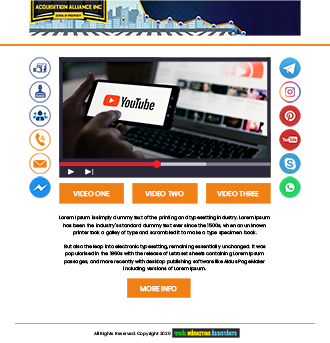 ACQUISITION ALLIANCE INC
SCHOOL OF PROSPERITY
YouTube
VIDEO ONE
VIDEO TWO
VIDEO THREE
Lorem Ipsum is simply dummy text of the printing and typesetting industry. Lorem Ipsum
has been the industry's standard dummy text ever since the 1500s, when an unknown
printer took a galley of type and scrambled it to make a type specimen book.
But also the leap into electronic typesetting, remaining essentially unchanged. It was
popularised in the 1960s with the release of Letraset sheets containing Lorem Ipsum
passages, and more recently with desktop publishing software like Aldus PageMaker
including versions of Lorem Ipsum.
MORE INFO
All Rights Reserved. Copyright 2020 VIRAL MARKETING ASSISTANTS